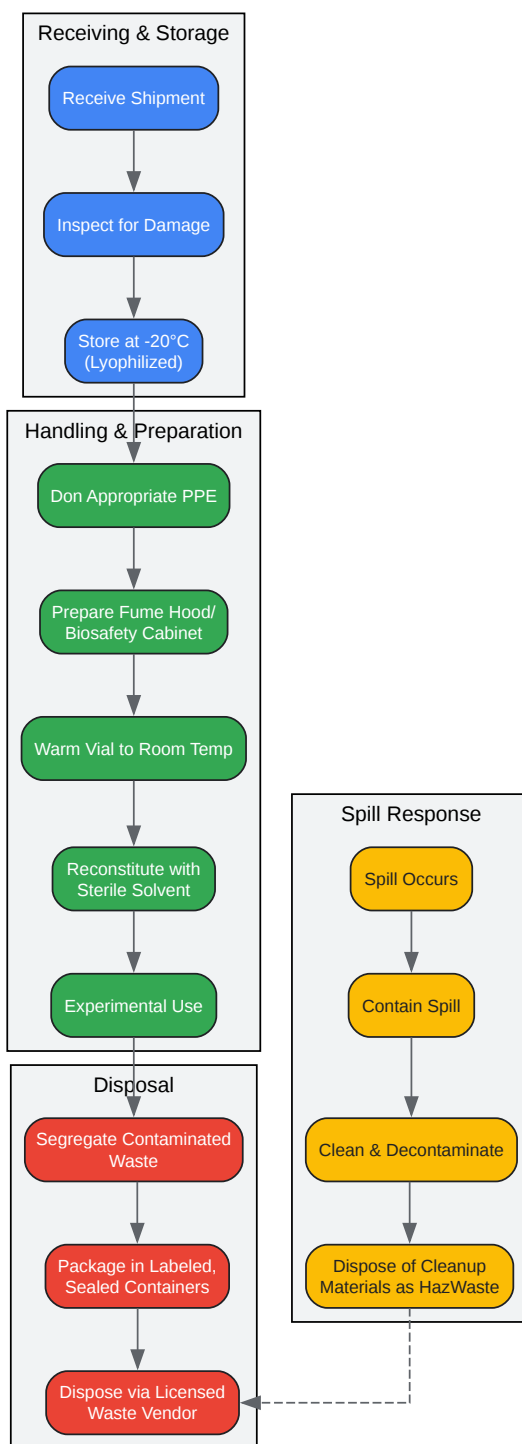 Receiving & Storage
Receive Shipment
Inspect for Damage
Store at -20°C
(Lyophilized)
Handling & Preparation
Don Appropriate PPE
Prepare Fume Hood/
Biosafety Cabinet
Warm Vial to Room Temp
Reconstitute with
Sterile Solvent
Experimental Use
Spill Response
Spill Occurs
Contain Spill
Clean & Decontaminate
Dispose of Cleanup
Materials as HazWaste
Disposal
Segregate Contaminated
Waste
Package in Labeled,
Sealed Containers
Dispose via Licensed
Waste Vendor